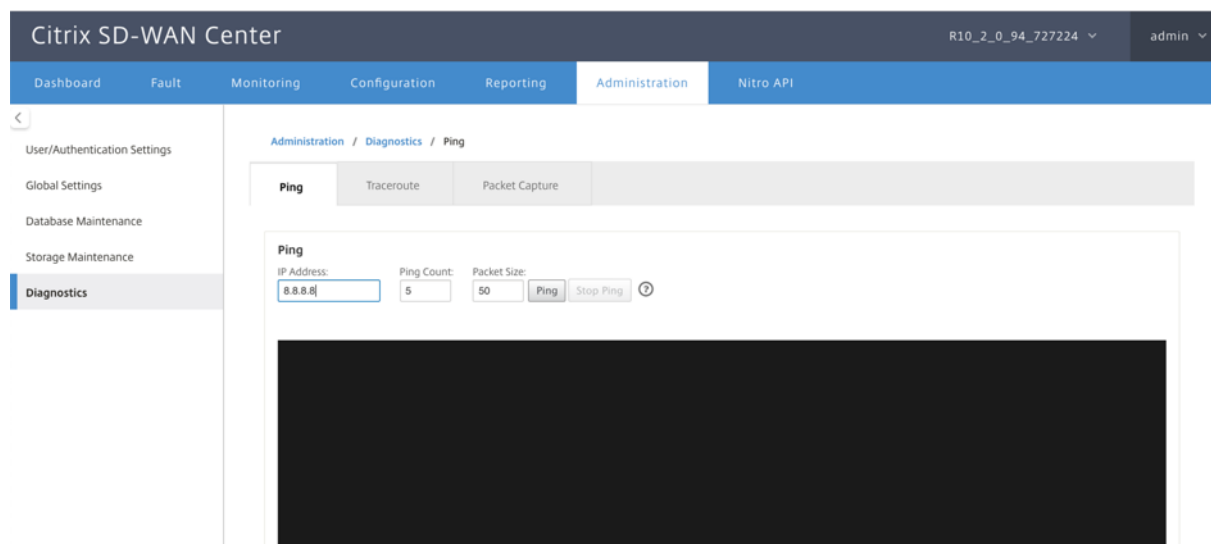 Citrix SD-WAN Center R10_2_0_94_727224 admin
Dashboard Fault Monitoring Configuration Reporting Administration Nitro API
User/Authentication Settings
Global Settings
Database Maintenance
Storage Maintenance
Diagnostics
Administration / Diagnostics / Ping
Ping Traceroute Packet Capture
Ping
IP Address: Ping Count: Packet Size:
8.8.8.8 5 50 Ping Stop Ping ?